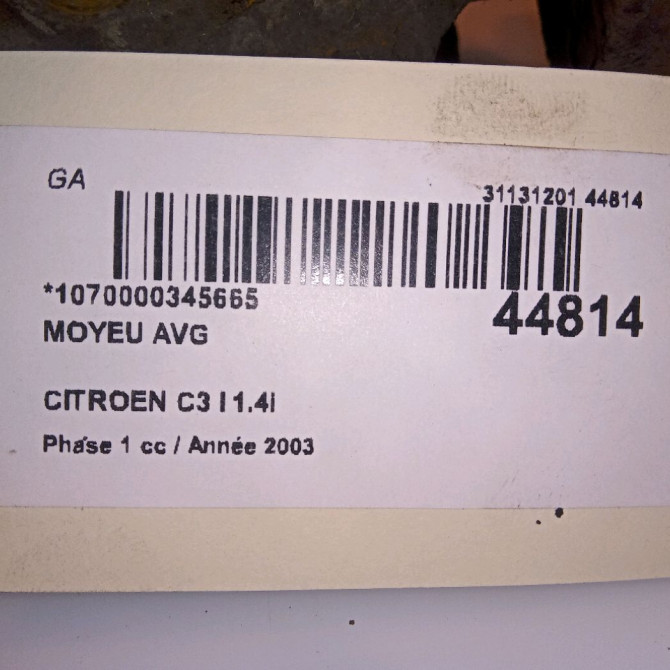 GA
31131201 44814
*1070000345665
44814
MOYEU AVG
CITROEN C3 I 1.4i
Phase 1 cc / Année 2003